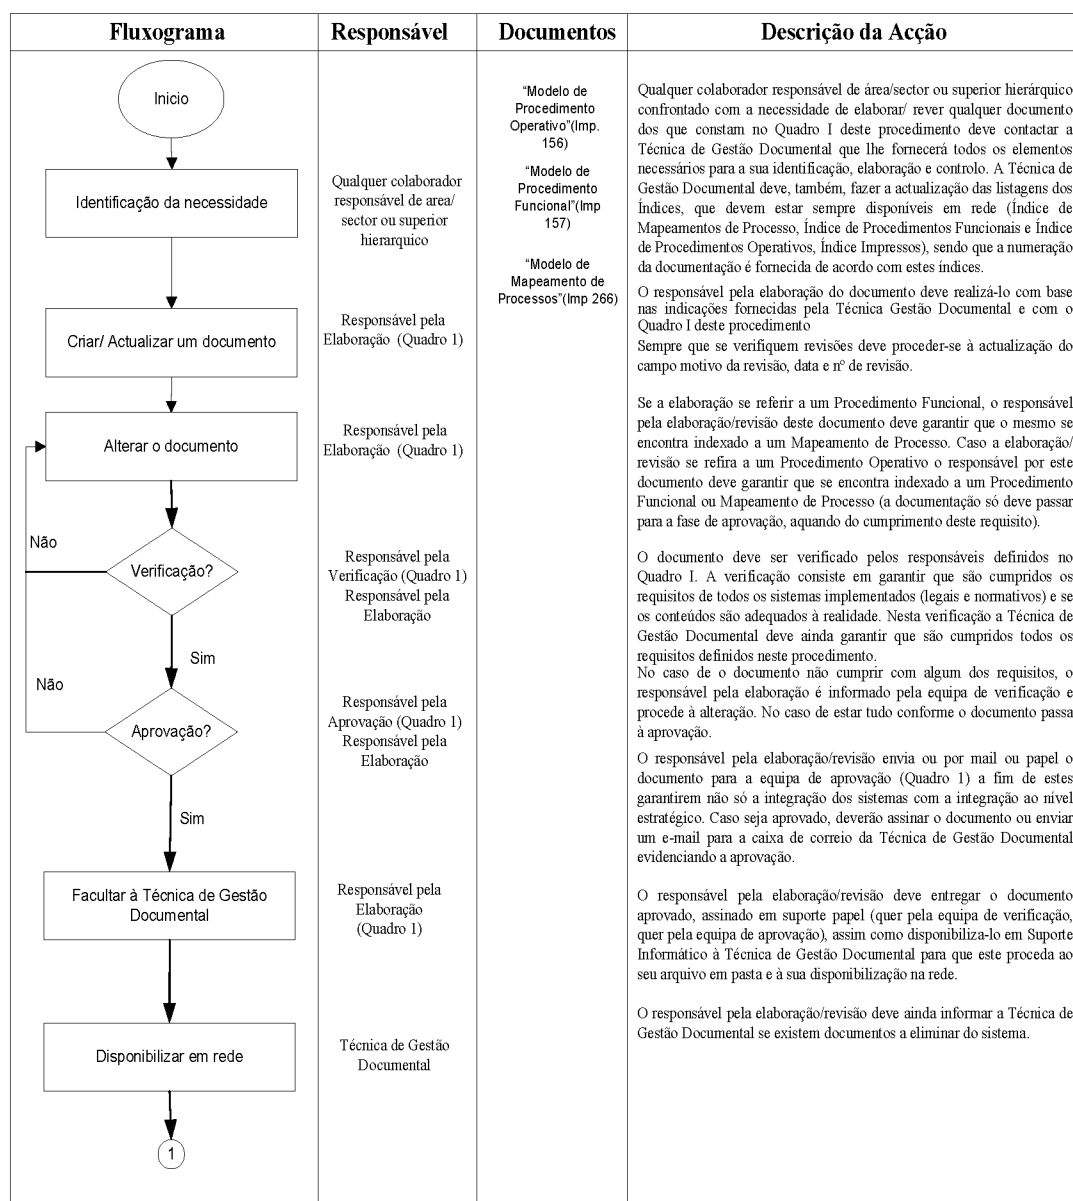 Fluxograma
Responsável
Documentos
Descrição da Acção
Inicio
Identificação da necessidade
Criar/ Actualizar um documento
Alterar o documento
Não
Verificação?
Sim
Não
Aprovação?
Sim
Facultar à Técnica de Gestão
Documental
Disponibilizar em rede
1
Qualquer colaborador
responsável de area/
sector ou superior
hierarquico
Responsável pela
Elaboração (Quadro 1)
Responsável pela
Elaboração (Quadro 1)
Responsável pela
Verificação (Quadro 1)
Responsável pela
Elaboração
Responsável pela
Aprovação (Quadro 1)
Responsável pela
Elaboração
Responsável pela
Elaboração
(Quadro 1)
Técnica de Gestão
Documental
“Modelo de
Procedimento
Operativo”(Imp.
156)
“Modelo de
Procedimento
Funcional”(Imp
157)
“Modelo de
Mapeamento de
Processos”(Imp 266)
Qualquer colaborador responsável de área/sector ou superior hierárquico
confrontado com a necessidade de elaborar/ rever qualquer documento
dos que constam no Quadro I deste procedimento deve contactar a
Técnica de Gestão Documental que lhe fornecerá todos os elementos
necessários para a sua identificação, elaboração e controlo. A Técnica de
Gestão Documental deve, também, fazer a actualização das listagens dos
Índices, que devem estar sempre disponíveis em rede (Índice de
Mapeamentos de Processo, Índice de Procedimentos Funcionais e Índice
de Procedimentos Operativos, Índice Impressos), sendo que a numeração
da documentação é fornecida de acordo com estes índices.
O responsável pela elaboração do documento deve realizá-lo com base
nas indicações fornecidas pela Técnica Gestão Documental e com o
Quadro I deste procedimento
Sempre que se verifiquem revisões deve proceder-se à actualização do
campo motivo da revisão, data e nº de revisão.
Se a elaboração se referir a um Procedimento Funcional, o responsável
pela elaboração/revisão deste documento deve garantir que o mesmo se
encontra indexado a um Mapeamento de Processo. Caso a elaboração/
revisão se refira a um Procedimento Operativo o responsável por este
documento deve garantir que se encontra indexado a um Procedimento
Funcional ou Mapeamento de Processo (a documentação só deve passar
para a fase de aprovação, aquando do cumprimento deste requisito).
O documento deve ser verificado pelos responsáveis definidos no
Quadro I. A verificação consiste em garantir que são cumpridos os
requisitos de todos os sistemas implementados (legais e normativos) e se
os conteúdos são adequados à realidade. Nesta verificação a Técnica de
Gestão Documental deve ainda garantir que são cumpridos todos os
requisitos definidos neste procedimento.
No caso de o documento não cumprir com algum dos requisitos, o
responsável pela elaboração é informado pela equipa de verificação e
procede à alteração. No caso de estar tudo conforme o documento passa
à aprovação.
O responsável pela elaboração/revisão envia ou por mail ou papel o
documento para a equipa de aprovação (Quadro 1) a fim de estes
garantirem não só a integração dos sistemas com a integração ao nível
estratégico. Caso seja aprovado, deverão assinar o documento ou enviar
um e-mail para a caixa de correio da Técnica de Gestão Documental
evidenciando a aprovação.
O responsável pela elaboração/revisão deve entregar o documento
aprovado, assinado em suporte papel (quer pela equipa de verificação,
quer pela equipa de aprovação), assim como disponibiliza-lo em Suporte
Informático à Técnica de Gestão Documental para que este proceda ao
seu arquivo em pasta e à sua disponibilização na rede.
O responsável pela elaboração/revisão deve ainda informar a Técnica de
Gestão Documental se existem documentos a eliminar do sistema.